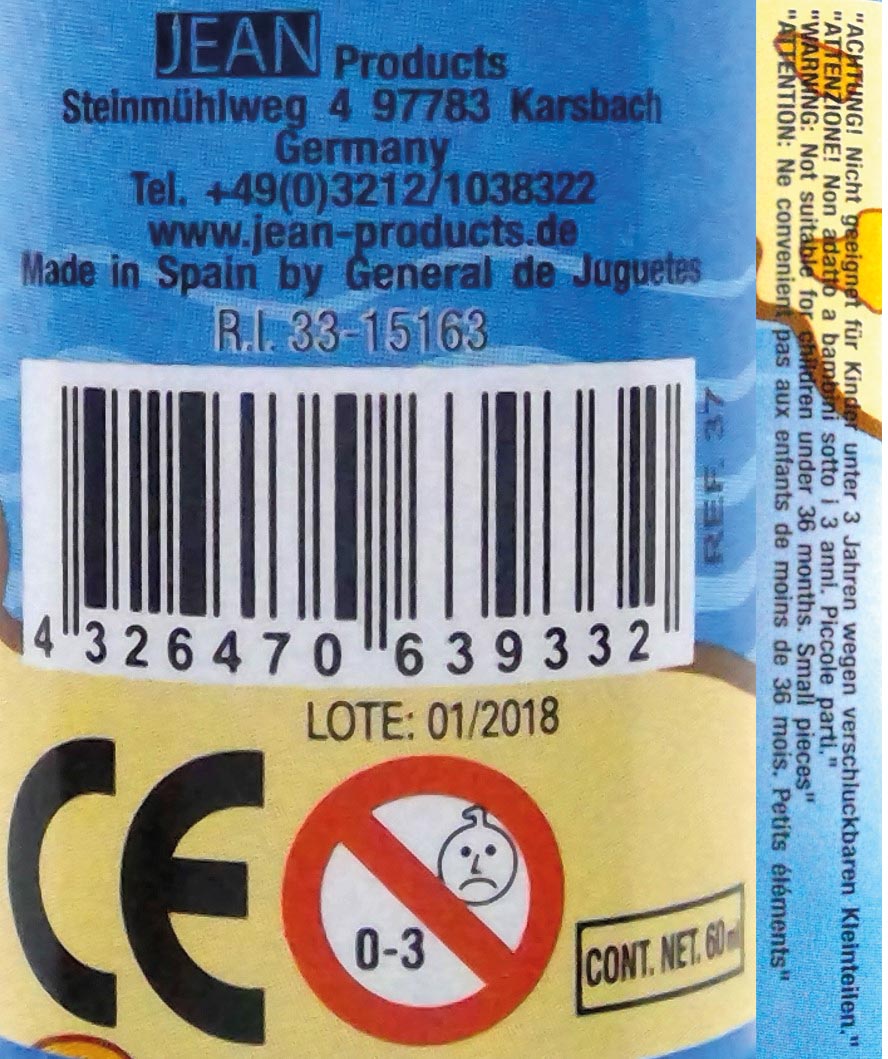 JEAN Products
Steinmühlweg 4 97783 Karsbach
Germany
Tel. +49(0)3212/1038322
www.jean-products.de
Made in Spain by General de Juguetes
R.I. 33-15163
REF. 37
4 326470 639332
LOTE: 01/2018
CE
0-3
CONT. NET. 60 ml
"ACHTUNG! Nicht geeignet für Kinder unter 3 Jahren wegen verschluckbaren Kleinteilen."
"ATTENZIONE! Non adatto a bambini sotto i 3 anni. Piccole parti."
"WARNING: Not suitable for children under 36 months. Small pieces"
"ATTENTION: Ne convenient pas aux enfants de moins de 36 mois. Petits éléments"